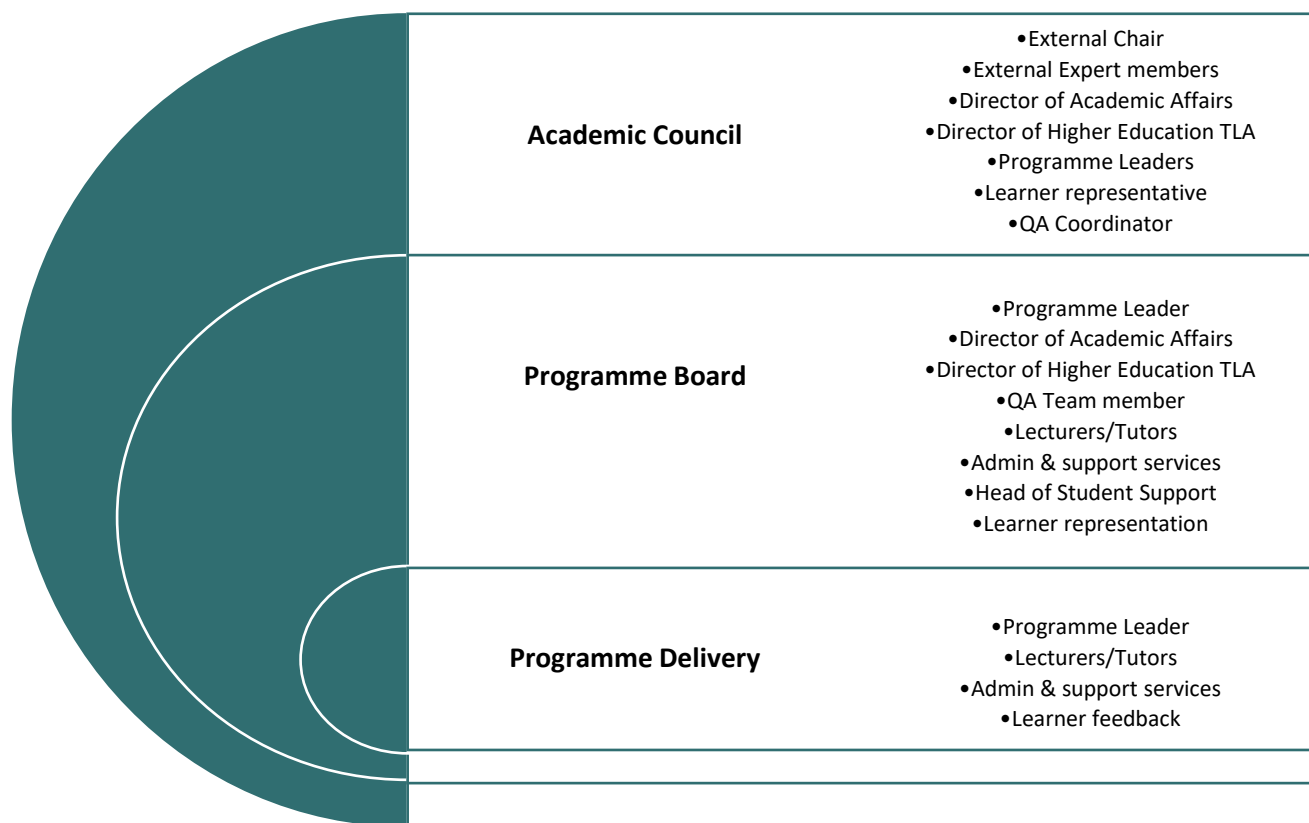 Academic Council
•External Chair
•External Expert members
•Director of Academic Affairs
•Director of Higher Education TLA
•Programme Leaders
•Learner representative
•QA Coordinator
Programme Board
•Programme Leader
•Director of Academic Affairs
•Director of Higher Education TLA
•QA Team member
•Lecturers/Tutors
•Admin & support services
•Head of Student Support
•Learner representation
Programme Delivery
•Programme Leader
•Lecturers/Tutors
•Admin & support services
•Learner feedback